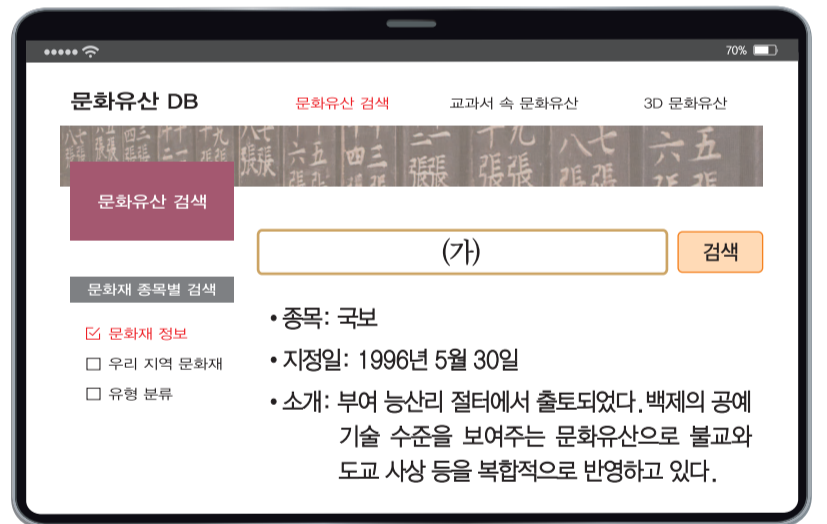 70%
문화유산 DB
문화유산 검색
교과서 속 문화유산
3D 문화유산
문화유산 검색
(가)
검색
문화재 종목별 검색
문화재 정보
우리 지역 문화재
유형 분류
• 종목: 국보
• 지정일: 1996년 5월 30일
• 소개: 부여 능산리 절터에서 출토되었다. 백제의 공예
기술 수준을 보여주는 문화유산으로 불교와
도교 사상 등을 복합적으로 반영하고 있다.